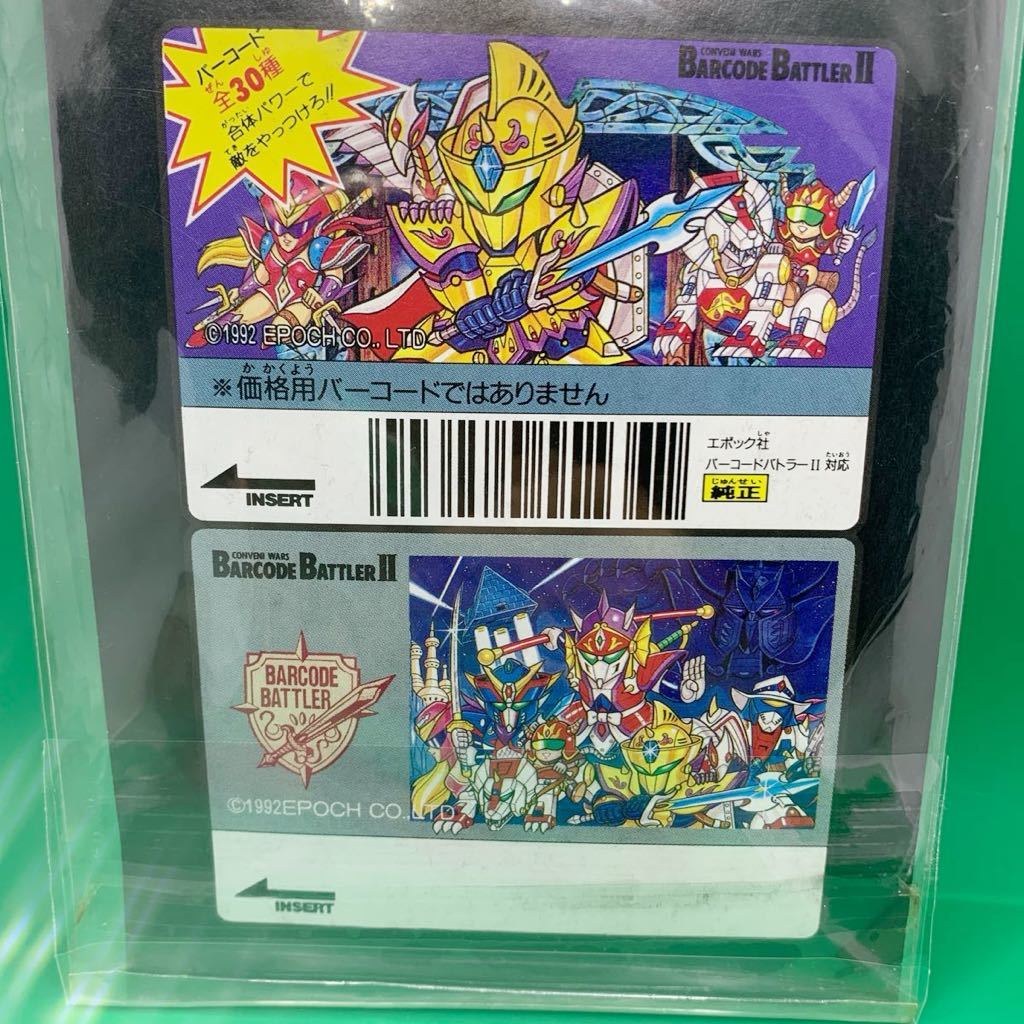 バーコード
全30種
合体パワーで
敵をやっつけろ!!
CONVENI WARS
BARCODE BATTLER II
©1992 EPOCH CO., LTD
※価格用バーコードではありません
INSERT
エポック社
バーコードバトラーII 対応
純正
CONVENI WARS
BARCODE BATTLER II
BARCODE
BATTLER
©1992 EPOCH CO.,LTD
INSERT